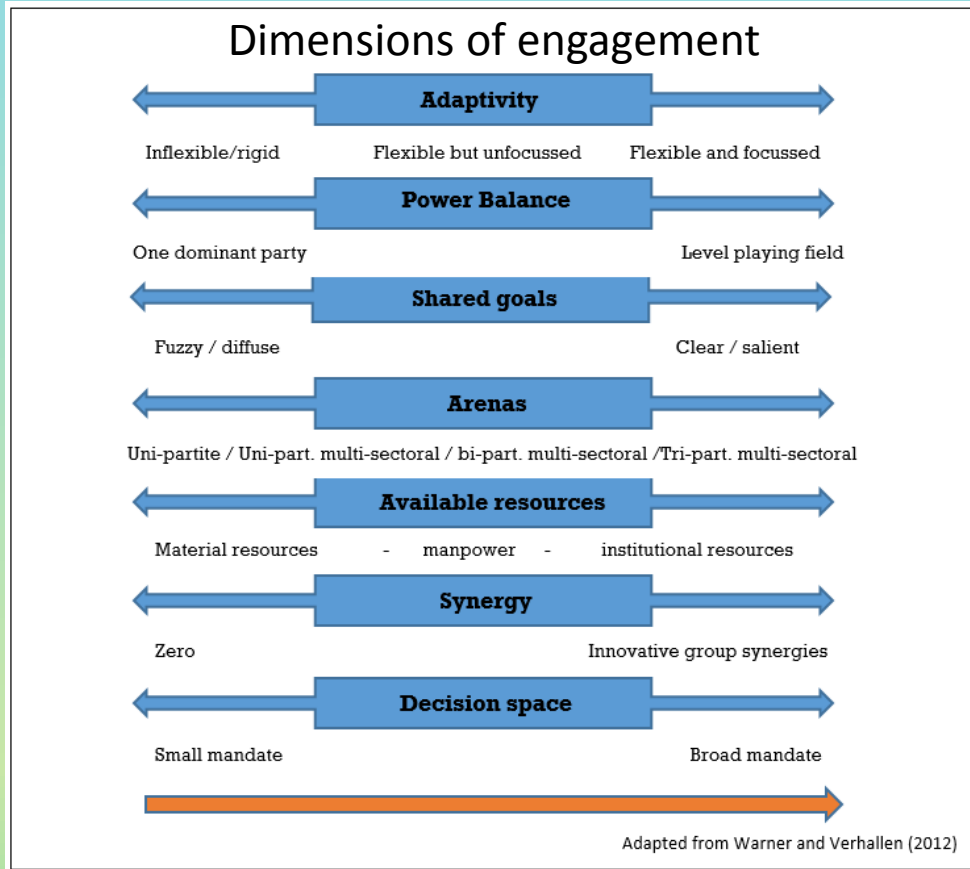 Dimensions of engagement
Adaptivity
Inflexible/rigid Flexible but unfocussed Flexible and focussed
Power Balance
One dominant party Level playing field
Shared goals
Fuzzy / diffuse Clear / salient
Arenas
Uni-partite / Uni-part. multi-sectoral / bi-part. multi-sectoral /Tri-part. multi-sectoral
Available resources
Material resources - manpower - institutional resources
Synergy
Zero Innovative group synergies
Decision space
Small mandate Broad mandate
Adapted from Warner and Verhallen (2012)